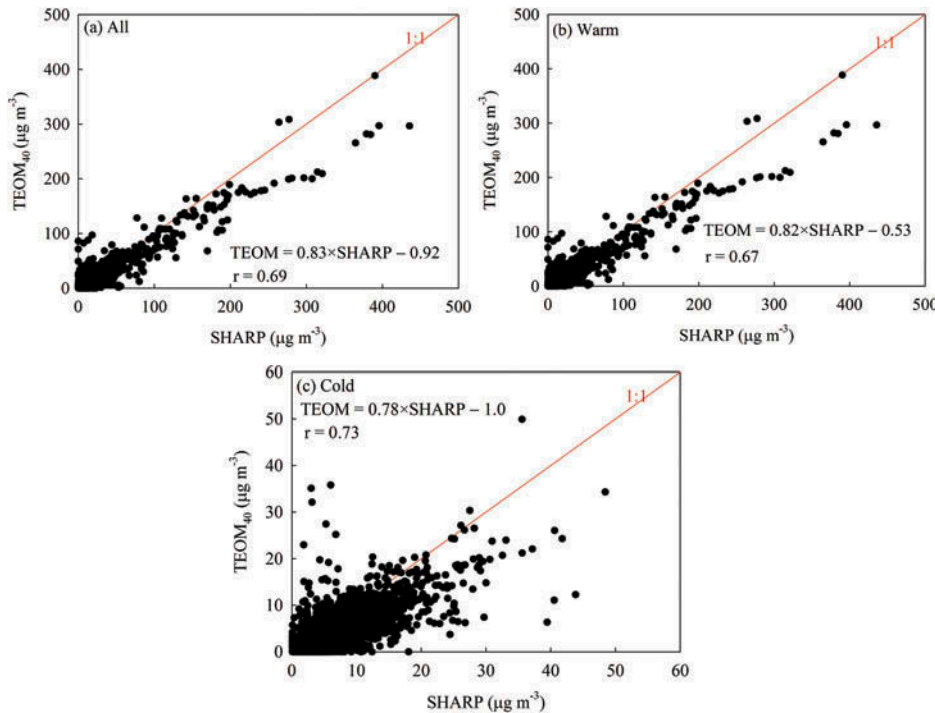 (a) All
1:1
500
400
300
200
100
0
TEOM₄₀ (μg m⁻³)
TEOM = 0.83×SHARP – 0.92
r = 0.69
0 100 200 300 400 500
SHARP (μg m⁻³)
(b) Warm
1:1
500
400
300
200
100
0
TEOM₄₀ (μg m⁻³)
TEOM = 0.82×SHARP – 0.53
r = 0.67
0 100 200 300 400 500
SHARP (μg m⁻³)
(c) Cold
1:1
TEOM = 0.78×SHARP – 1.0
r = 0.73
60
50
40
30
20
10
0
TEOM₄₀ (μg m⁻³)
0 10 20 30 40 50 60
SHARP (μg m⁻³)